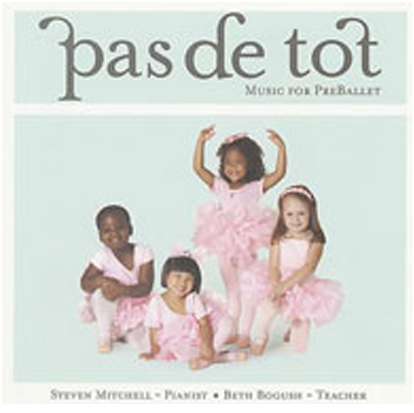 pas de tot
Music for PreBallet
Steven Mitchell - Pianist • Beth Bogush - Teacher